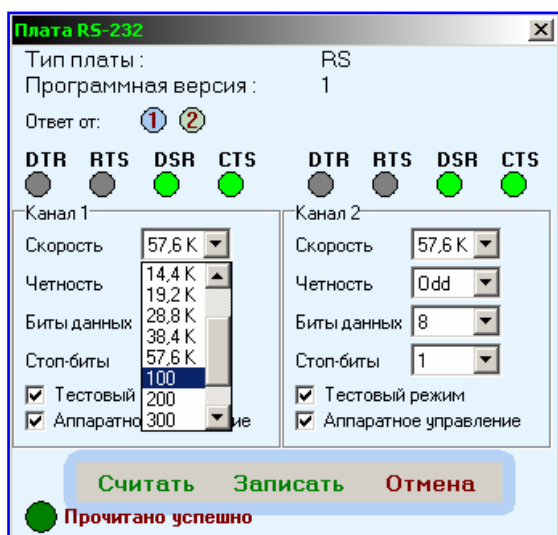 Плата RS-232
Тип платы : RS
Программная версия : 1
Ответ от: 1 2
DTR RTS DSR CTS DTR RTS DSR CTS
Канал 1 Канал 2
Скорость 57,6 K Скорость 57,6 K
14,4 K
Четность 19,2 K Четность Odd
28,8 K
Биты данных 38,4 K Биты данных 8
Стоп-биты 57,6 K Стоп-биты 1
100
Тестовый 200 Тестовый режим
Аппаратно 300 ие Аппаратное управление
Считать Записать Отмена
Прочитано успешно